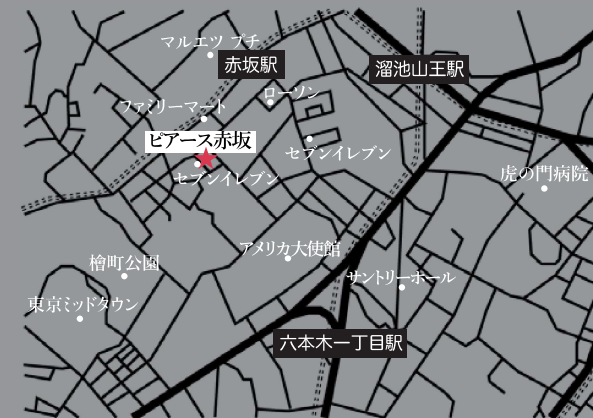 マルエツ プチ
赤坂駅
溜池山王駅
ローソン
ファミリーマート
ピアース赤坂
セブンイレブン
セブンイレブン
虎の門病院
アメリカ大使館
檜町公園
サントリーホール
東京ミッドタウン
六本木一丁目駅